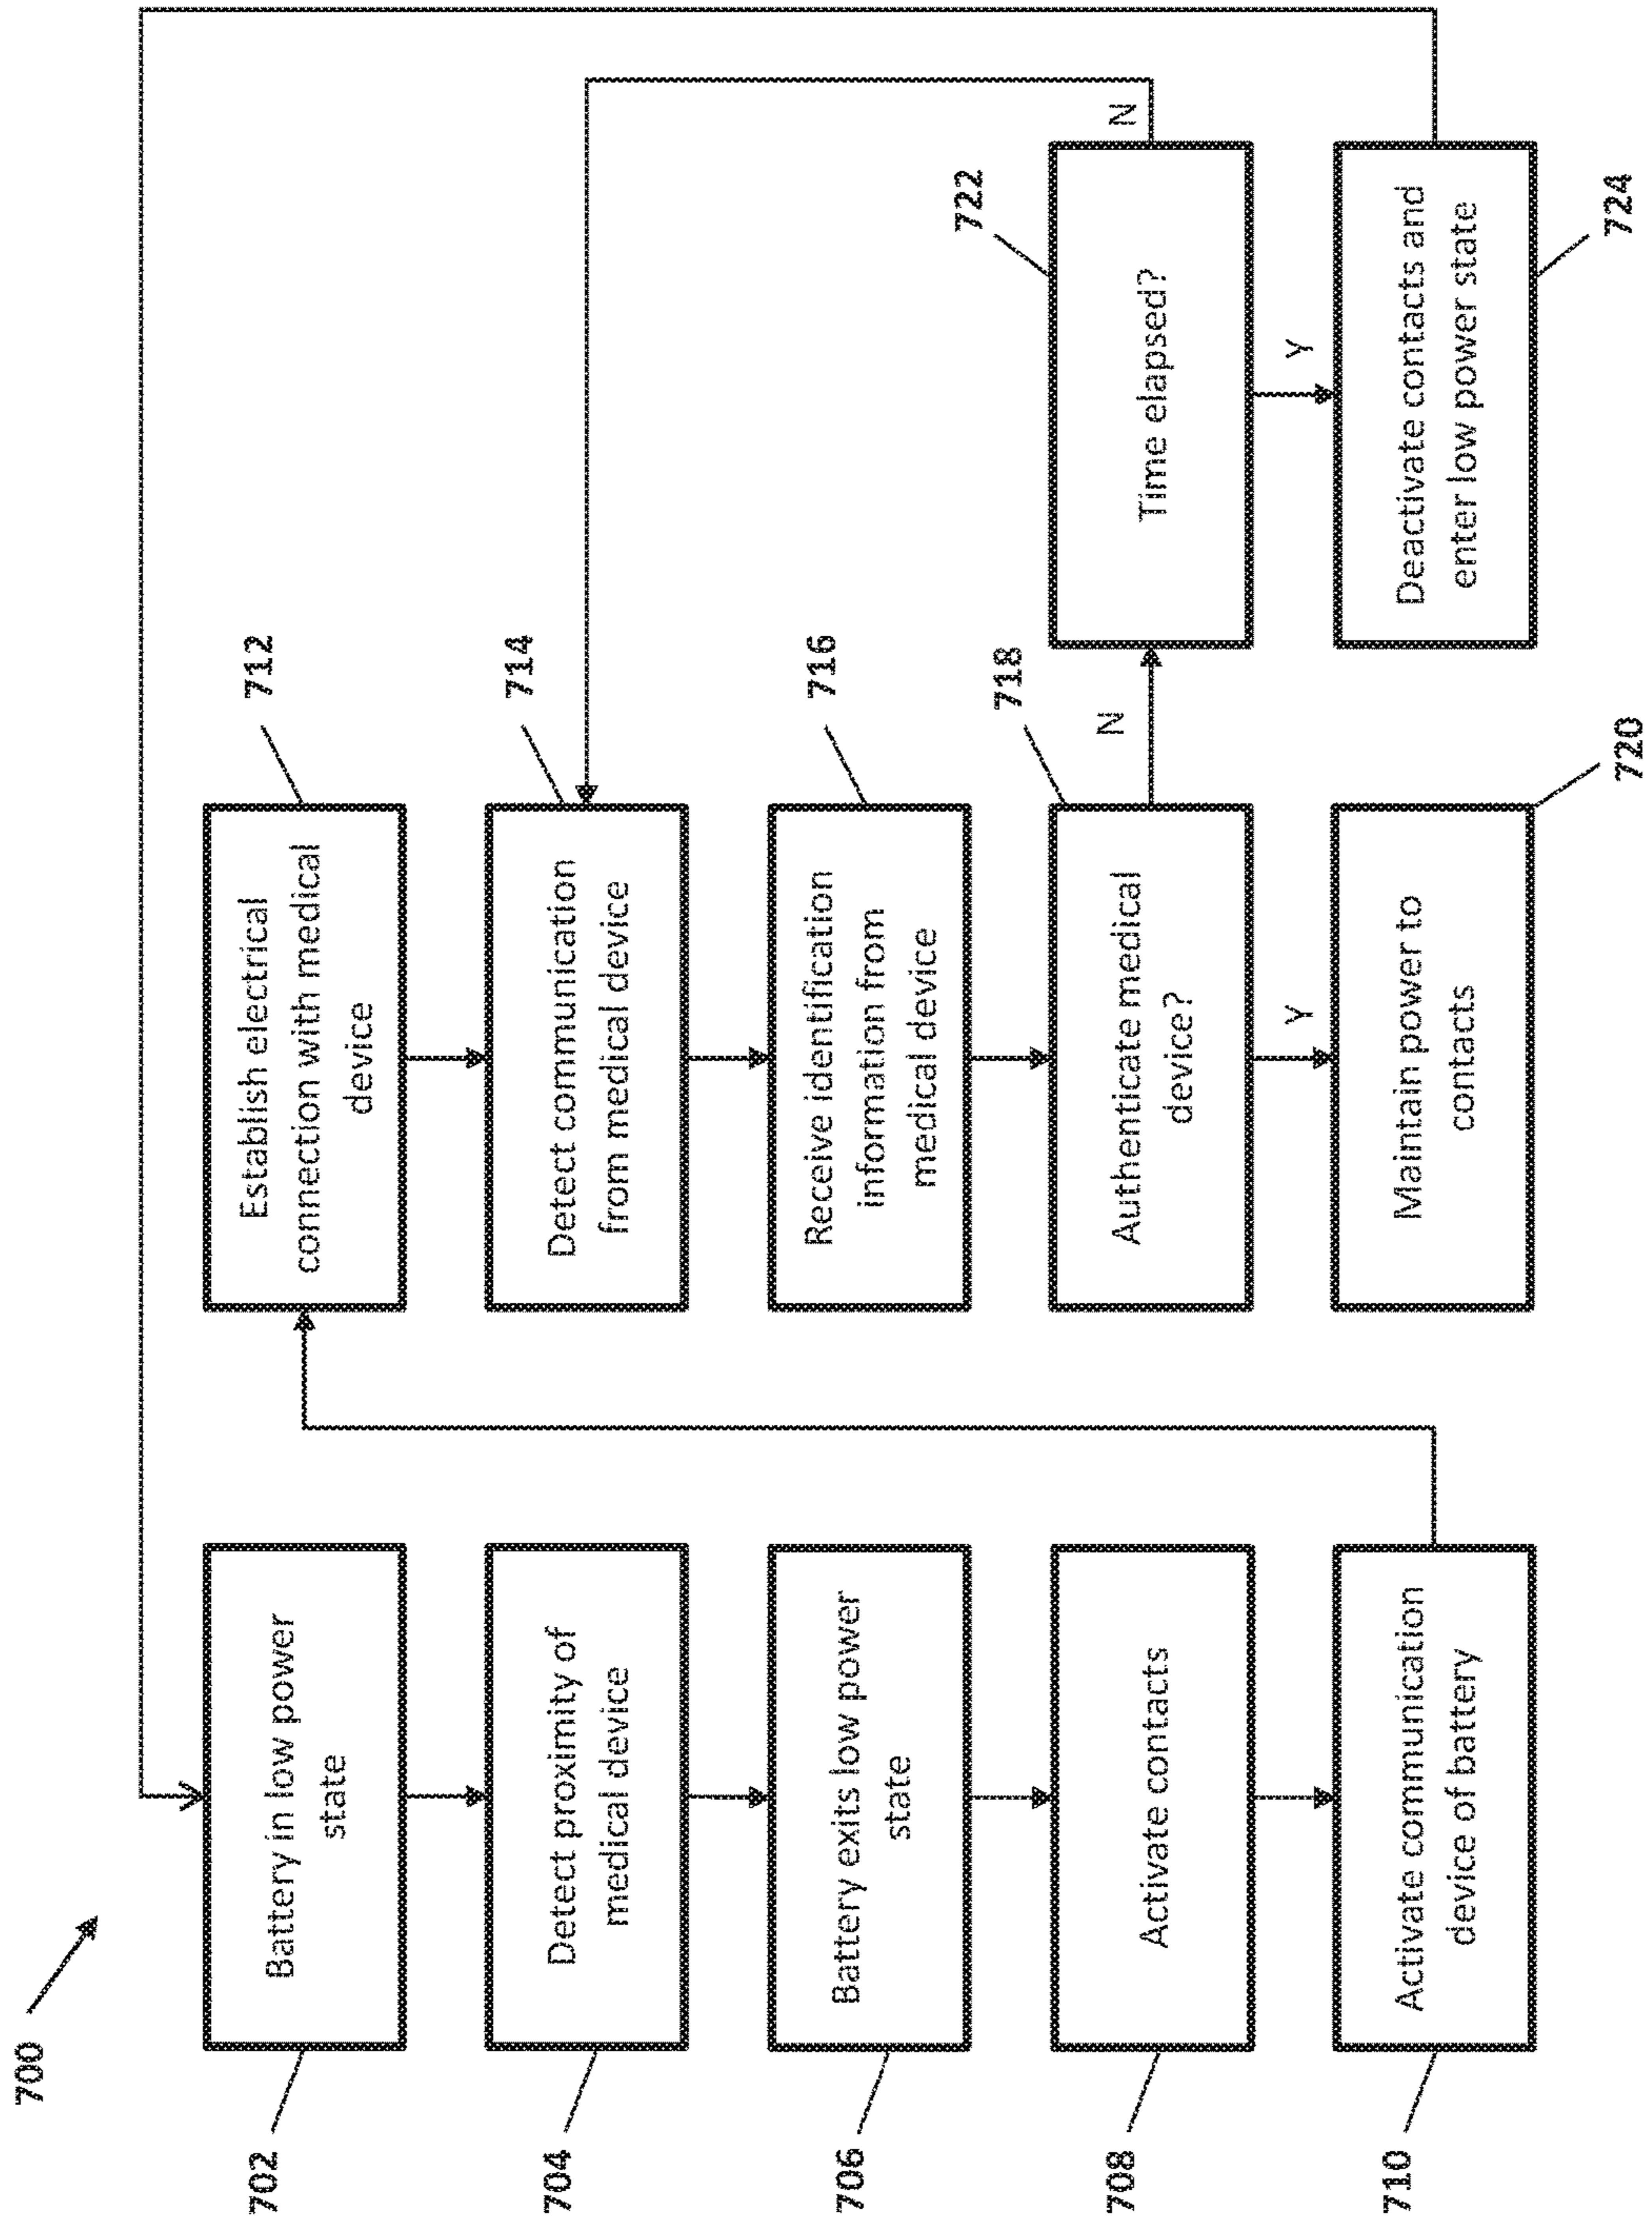 700
702
Battery in low power
state
704
Detect proximity of
medical device
706
Battery exits low power
state
708
Activate contacts
710
Activate communication
device of battery
712
Establish electrical
connection with medical
device
714
Detect communication
from medical device
716
Receive identification
information from
medical device
718
Authenticate medical
device?
N
Y
720
Maintain power to
contacts
722
Time elapsed?
N
Y
724
Deactivate contacts and
enter low power state